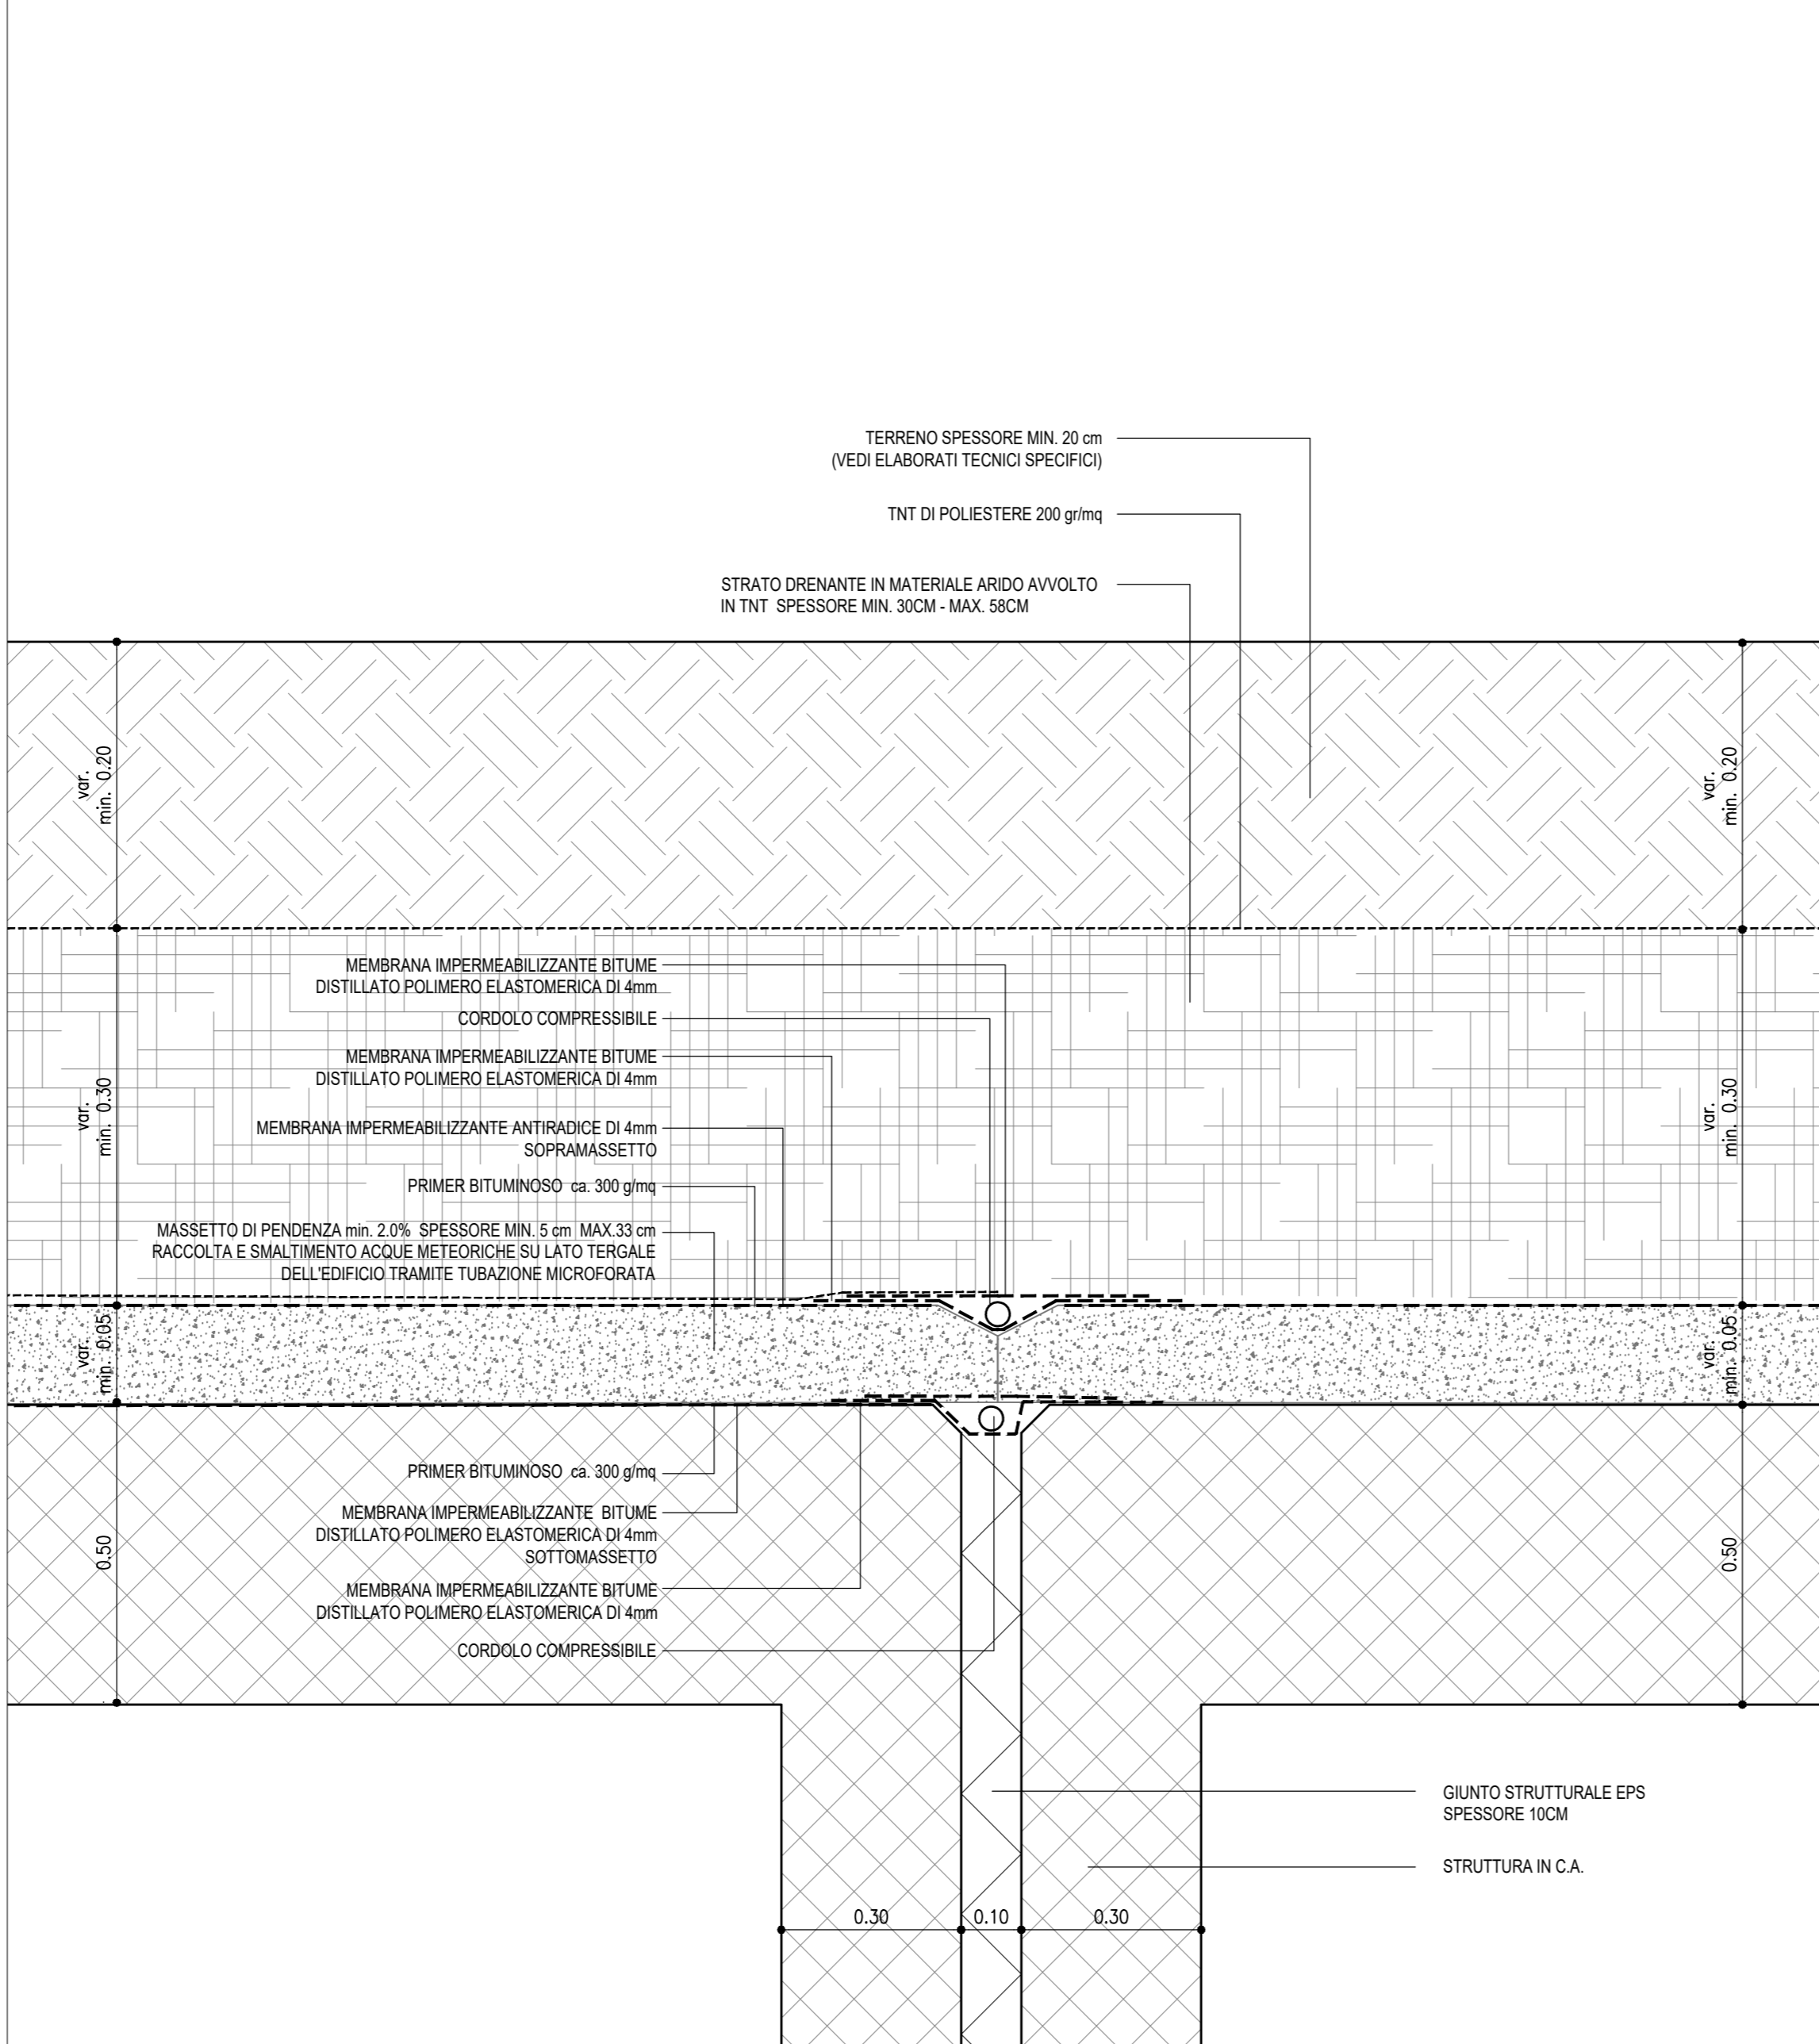 TERRENO SPESSORE MIN. 20 cm
(VEDI ELABORATI TECNICI SPECIFICI)
TNT DI POLIESTERE 200 gr/mq
STRATO DRENANTE IN MATERIALE ARIDO AVVOLTO
IN TNT SPESSORE MIN. 30CM - MAX. 58CM
var.
min. 0.20
var.
min. 0.20
MEMBRANA IMPERMEABILIZZANTE BITUME
DISTILLATO POLIMERO ELASTOMERICA DI 4mm
CORDOLO COMPRESSIBILE
MEMBRANA IMPERMEABILIZZANTE BITUME
DISTILLATO POLIMERO ELASTOMERICA DI 4mm
var.
min. 0.30
var.
min. 0.30
MEMBRANA IMPERMEABILIZZANTE ANTIRADICE DI 4mm
SOPRAMASSETTO
PRIMER BITUMINOSO ca. 300 g/mq
MASSETTO DI PENDENZA min. 2.0% SPESSORE MIN. 5 cm MAX.33 cm
RACCOLTA E SMALTIMENTO ACQUE METEORICHE SU LATO TERGALE
DELL'EDIFICIO TRAMITE TUBAZIONE MICROFORATA
var.
min. 0.05
var.
min. 0.05
PRIMER BITUMINOSO ca. 300 g/mq
MEMBRANA IMPERMEABILIZZANTE BITUME
DISTILLATO POLIMERO ELASTOMERICA DI 4mm
SOTTOMASSETTO
0.50
0.50
MEMBRANA IMPERMEABILIZZANTE BITUME
DISTILLATO POLIMERO ELASTOMERICA DI 4mm
CORDOLO COMPRESSIBILE
GIUNTO STRUTTURALE EPS
SPESSORE 10CM
STRUTTURA IN C.A.
0.30
0.10
0.30